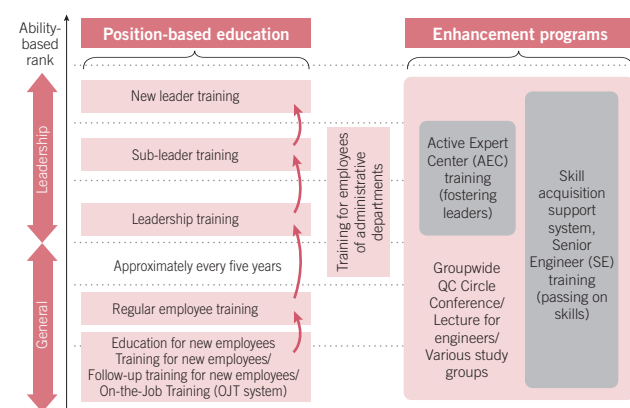 Ability-
based
rank
Position-based education
Enhancement programs
Leadership
General
New leader training
Sub-leader training
Leadership training
Approximately every five years
Regular employee training
Education for new employees
Training for new employees/
Follow-up training for new employees/
On-the-Job Training (OJT system)
Training for employees
of administrative
departments
Active Expert
Center (AEC)
training
(fostering
leaders)
Groupwide
QC Circle
Conference/
Lecture for
engineers/
Various study
groups
Skill
acquisition
support
system,
Senior
Engineer (SE)
training
(passing on
skills)